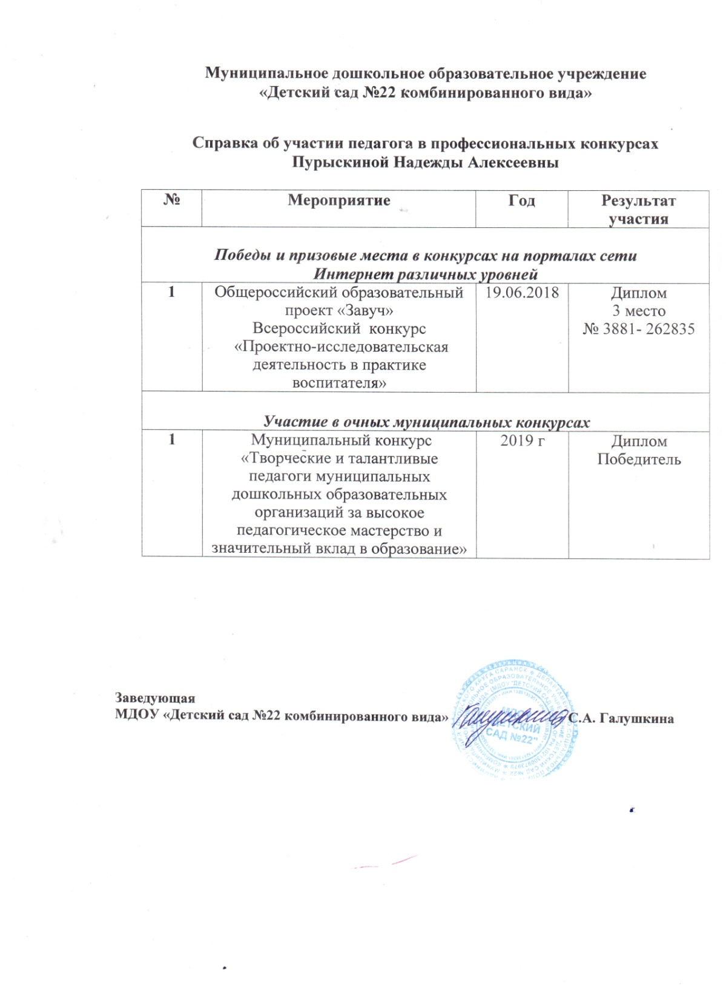 Муниципальное дошкольное образовательное учреждение
«Детский сад №22 комбинированного вида»
Справка об участии педагога в профессиональных конкурсах
Пурыскиной Надежды Алексеевны
№ Мероприятие Год Результат
участия
Победы и призовые места в конкурсах на порталах сети
Интернет различных уровней
1 Общероссийский образовательный 19.06.2018 Диплом
проект «Завуч» 3 место
Всероссийский конкурс № 3881- 262835
«Проектно-исследовательская
деятельность в практике
воспитателя»
Участие в очных муниципальных конкурсах
1 Муниципальный конкурс 2019 г Диплом
«Творческие и талантливые Победитель
педагоги муниципальных
дошкольных образовательных
организаций за высокое
педагогическое мастерство и
значительный вклад в образование»
Заведующая
МДОУ «Детский сад №22 комбинированного вида» С.А. Галушкина
ДЕТСКИЙ
САД №22"